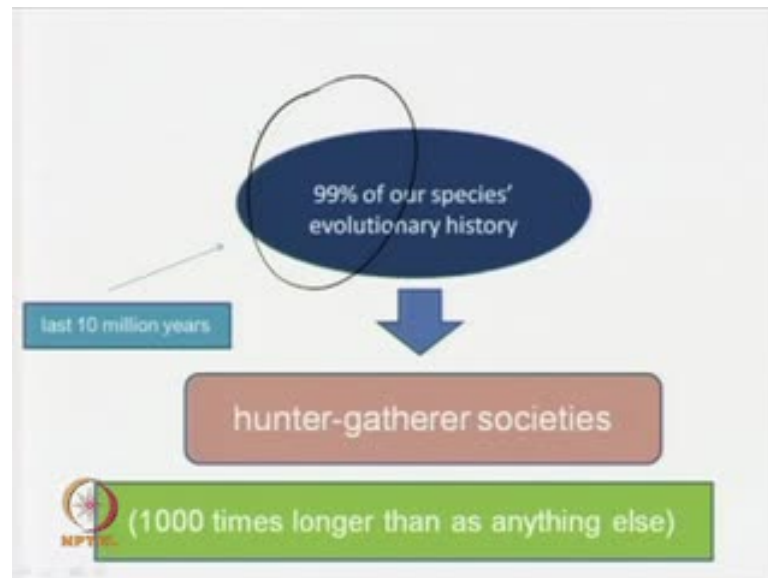 99% of our species'
evolutionary history
last 10 million years
hunter-gatherer societies
(1000 times longer than as anything else)
NPTEL